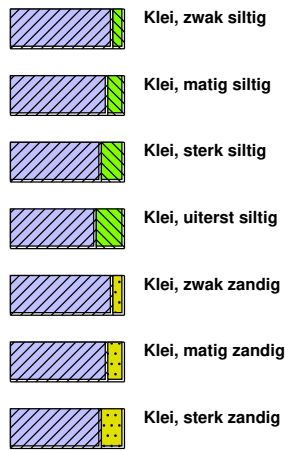 Klei, zwak siltig
Klei, matig siltig
Klei, sterk siltig
Klei, uiterst siltig
Klei, zwak zandig
Klei, matig zandig
Klei, sterk zandig